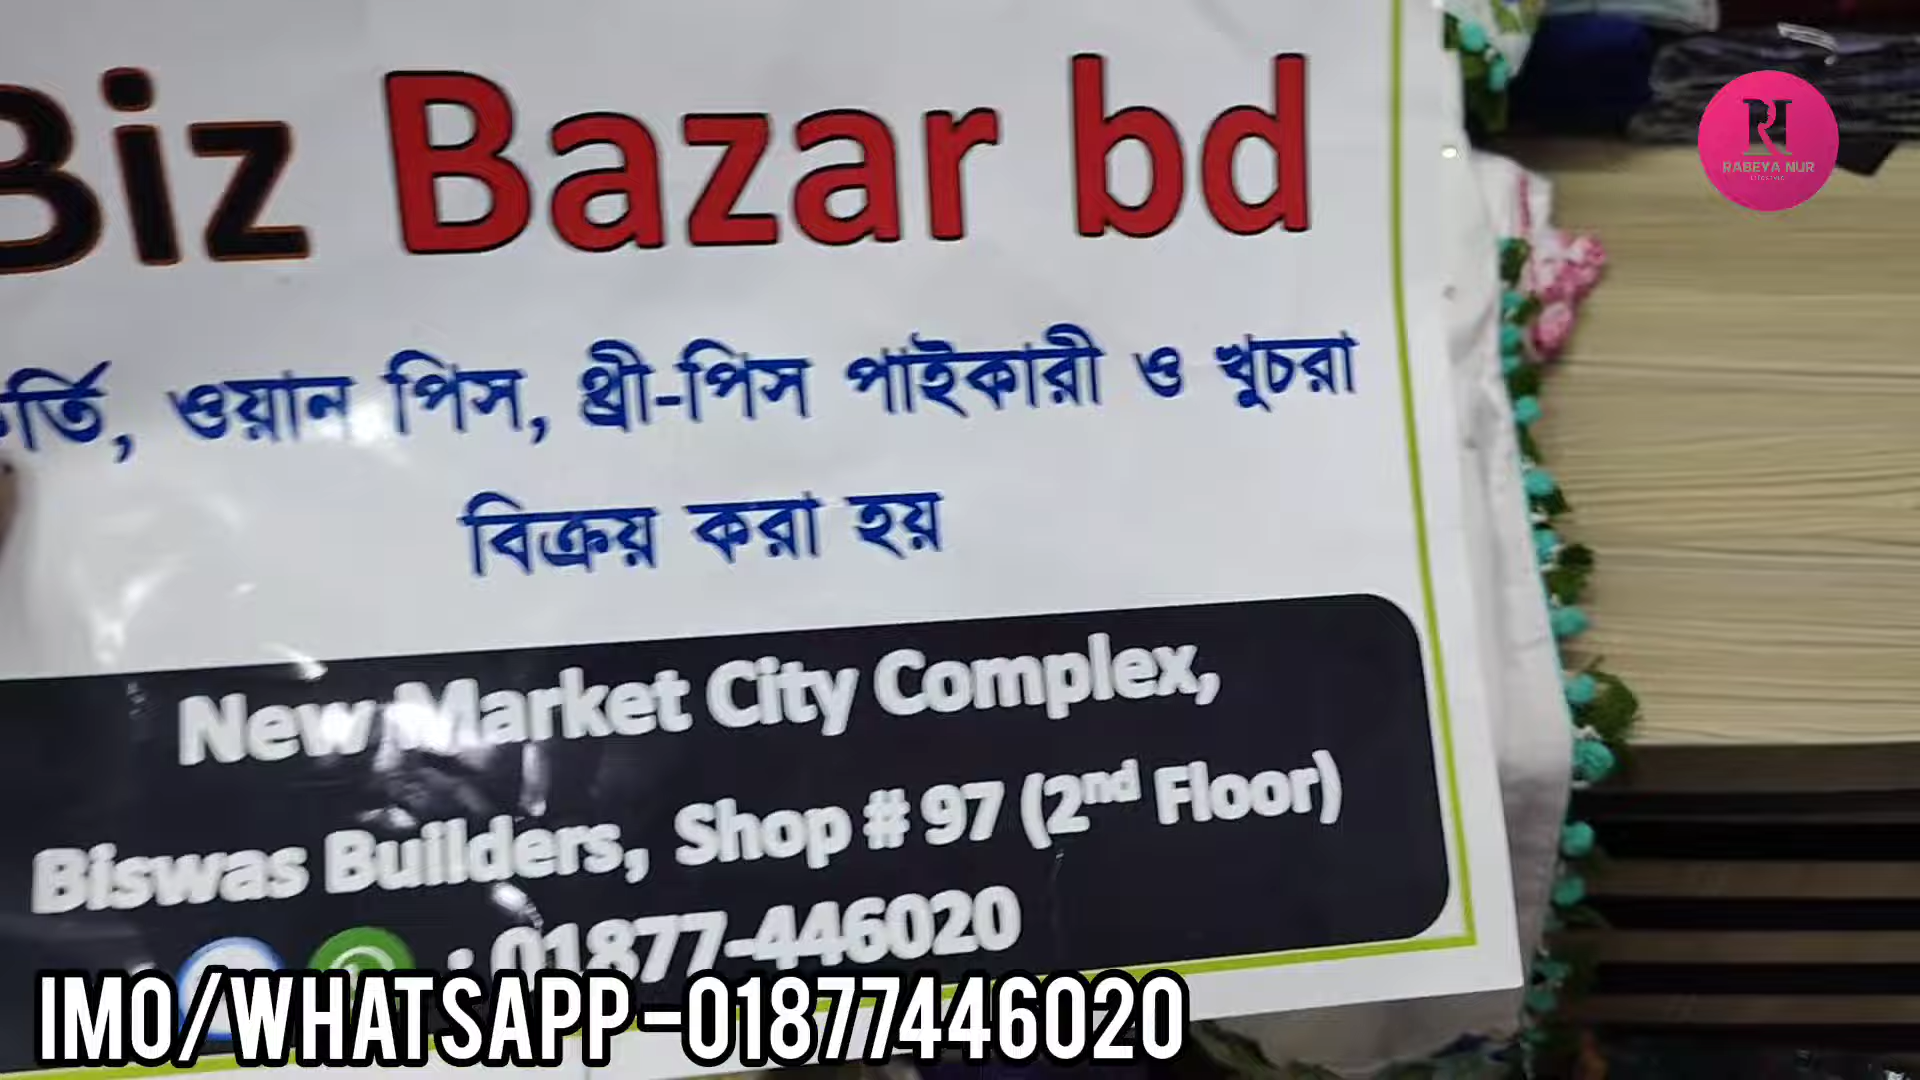 Biz Bazar bd
ওয়ান পিস, থ্রী-পিস পাইকারী ও খুচরা
বিক্রয় করা হয়
New Market City Complex,
Biswas Builders, Shop # 97 (2nd Floor)
: 01877-446020
IMO/WHATSAPP-01877446020
RABEYA NUR